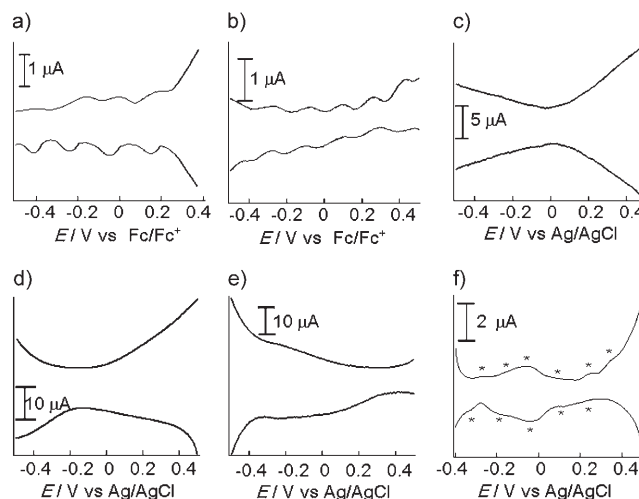 a) b) c)
1 μA 1 μA 5 μA
-0.4 -0.2 0 0.2 0.4 -0.4 -0.2 0 0.2 0.4 -0.4 -0.2 0 0.2 0.4
E / V vs Fc/Fc+ E / V vs Fc/Fc+ E / V vs Ag/AgCl
d) e) f)
10 μA 10 μA 2 μA
* * * * * *
* * * * *
-0.4 -0.2 0 0.2 0.4 -0.4 -0.2 0 0.2 0.4 -0.4 -0.2 0 0.2 0.4
E / V vs Ag/AgCl E / V vs Ag/AgCl E / V vs Ag/AgCl